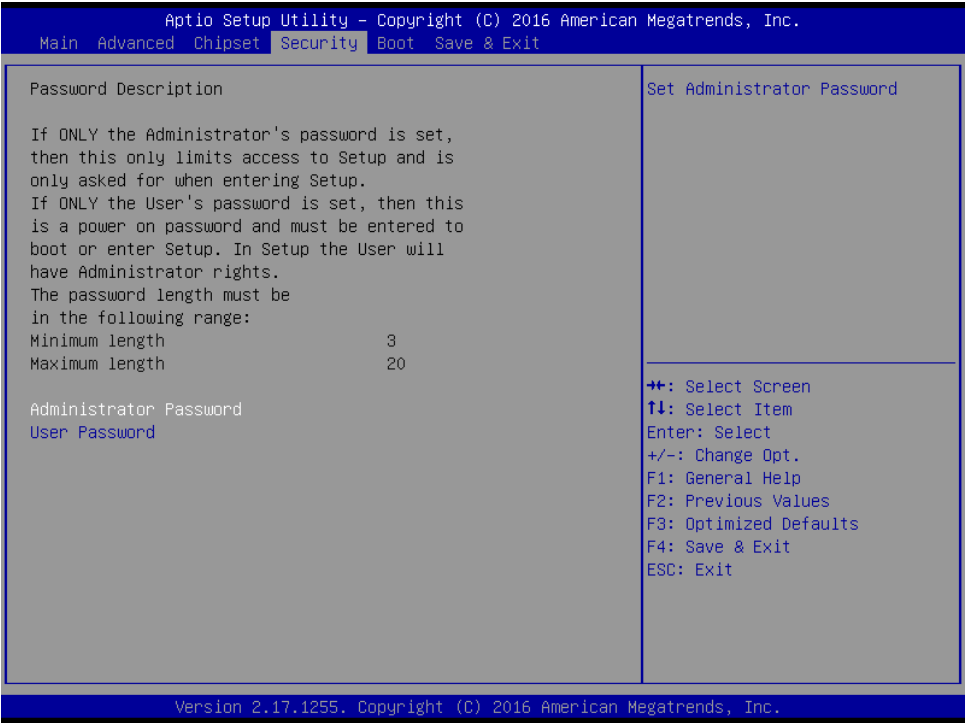 Aptio Setup Utility – Copyright (C) 2016 American Megatrends, Inc.
Main Advanced Chipset Security Boot Save & Exit
Password Description
If ONLY the Administrator's password is set,
then this only limits access to Setup and is
only asked for when entering Setup.
If ONLY the User's password is set, then this
is a power on password and must be entered to
boot or enter Setup. In Setup the User will
have Administrator rights.
The password length must be
in the following range:
Minimum length 3
Maximum length 20
Administrator Password
User Password
Set Administrator Password
→←: Select Screen
↑↓: Select Item
Enter: Select
+/-: Change Opt.
F1: General Help
F2: Previous Values
F3: Optimized Defaults
F4: Save & Exit
ESC: Exit
Version 2.17.1255. Copyright (C) 2016 American Megatrends, Inc.